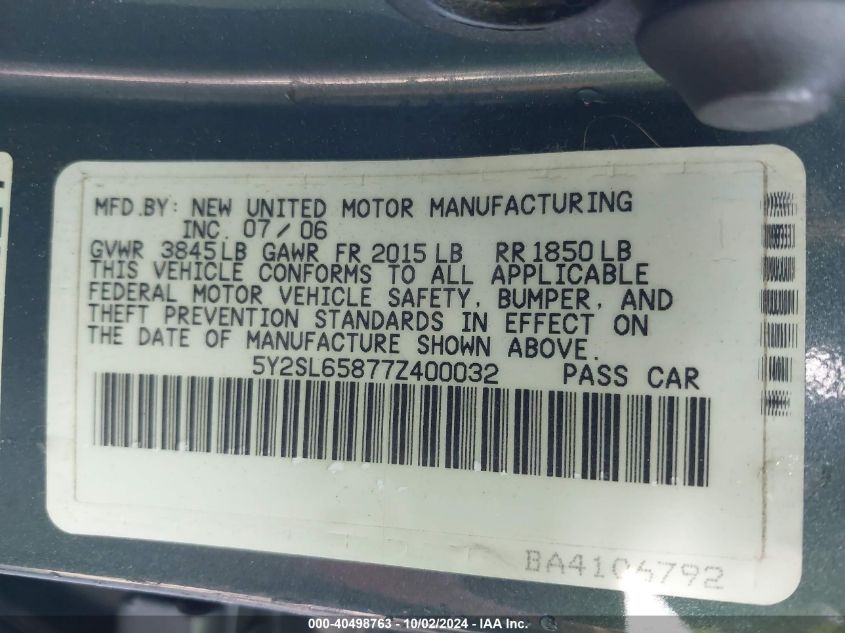 MFD.BY: NEW UNITED MOTOR MANUFACTURING
INC. 07/06
GVWR 3845LB GAWR FR 2015LB RR1850LB
THIS VEHICLE CONFORMS TO ALL APPLICABLE
FEDERAL MOTOR VEHICLE SAFETY, BUMPER, AND
THEFT PREVENTION STANDARDS IN EFFECT ON
THE DATE OF MANUFACTURE SHOWN ABOVE.
5Y2SL65877Z400032 PASS CAR
BA4106792
000-40498763 - 10/02/2024 - IAA Inc.